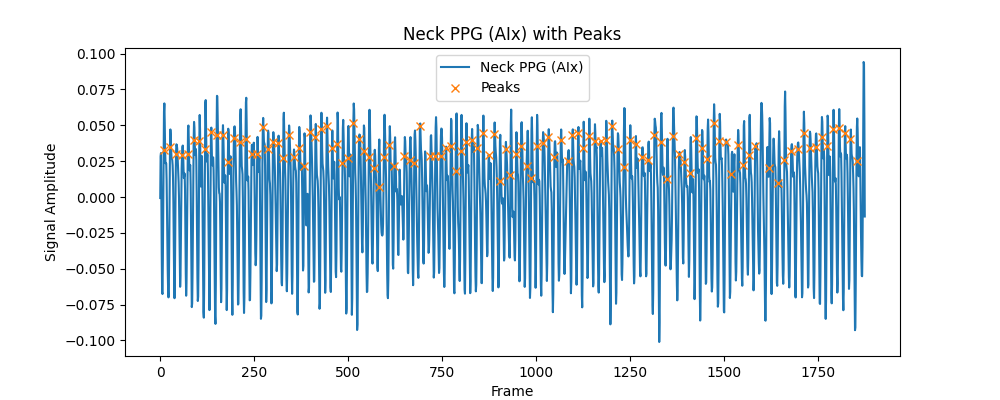 Neck PPG (AIx) with Peaks
Neck PPG (AIx)
Peaks
Signal Amplitude
0.100
0.075
0.050
0.025
0.000
−0.025
−0.050
−0.075
−0.100
0 250 500 750 1000 1250 1500 1750
Frame